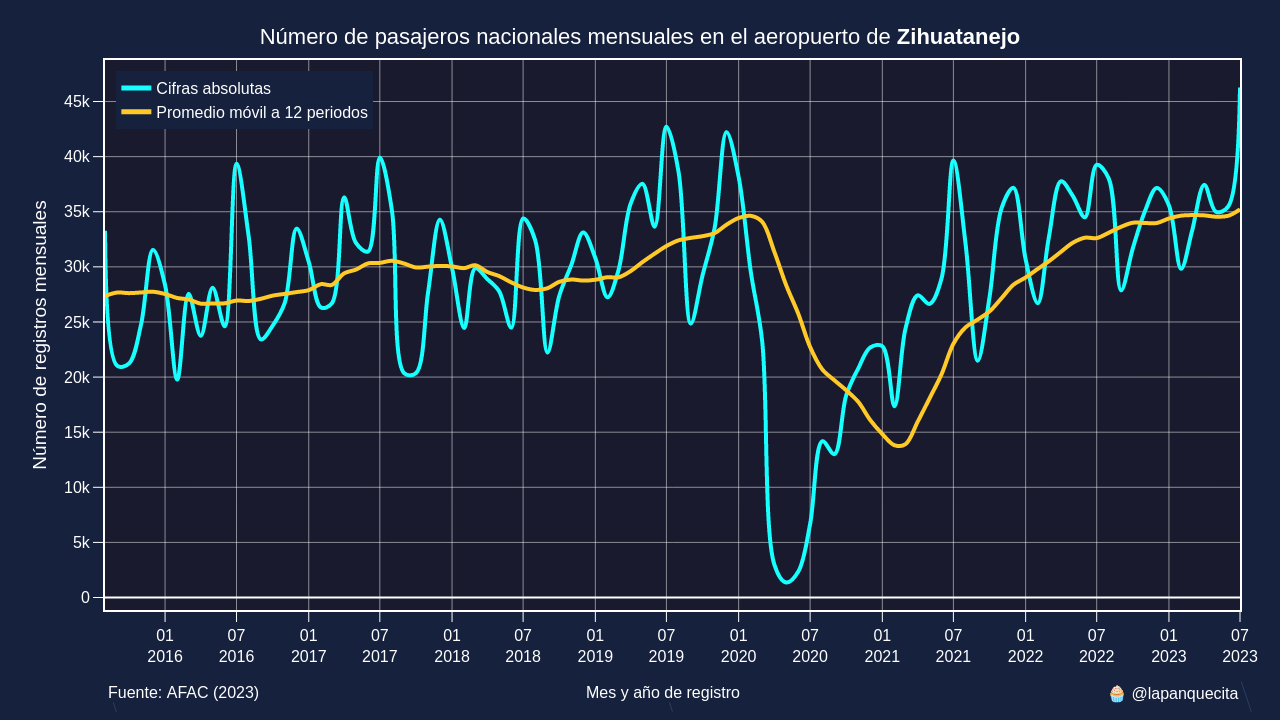 Número de pasajeros nacionales mensuales en el aeropuerto de Zihuatanejo
Cifras absolutas
Promedio móvil a 12 periodos
Número de registros mensuales
45k
40k
35k
30k
25k
20k
15k
10k
5k
0
01 07 01 07 01 07 01 07 01 07 01 07 01 07 01 07
2016 2016 2017 2017 2018 2018 2019 2019 2020 2020 2021 2021 2022 2022 2023 2023
Fuente: AFAC (2023) Mes y año de registro 🧁 @lapanquecita